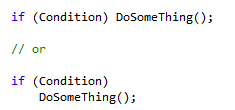 if (Condition) DoSomeThing();
// or
if (Condition)
    DoSomeThing();